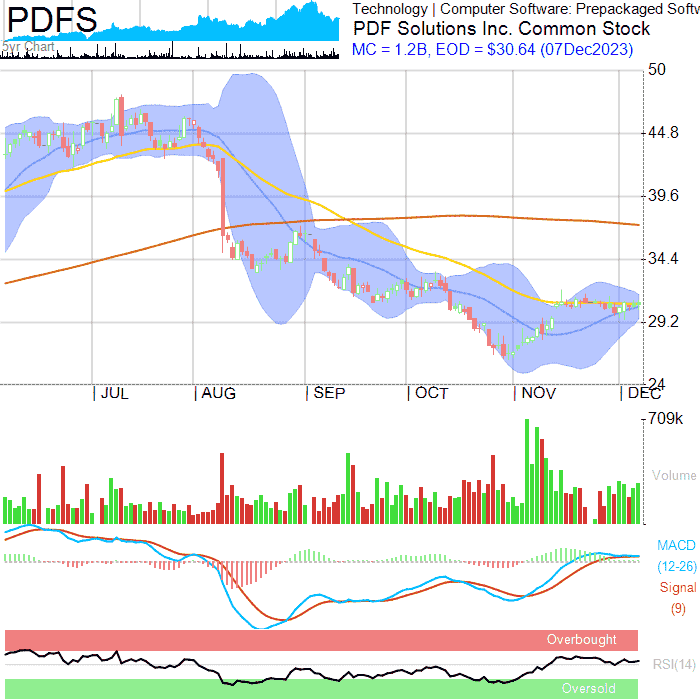 PDFS
5yr Chart
Technology | Computer Software: Prepackaged Softw
PDF Solutions Inc. Common Stock
MC = 1.2B, EOD = $30.64 (07Dec2023)
50
44.8
39.6
34.4
29.2
24
JUL AUG SEP OCT NOV DEC
709k
Volume
MACD
(12-26)
Signal
(9)
Overbought
RSI(14)
Oversold